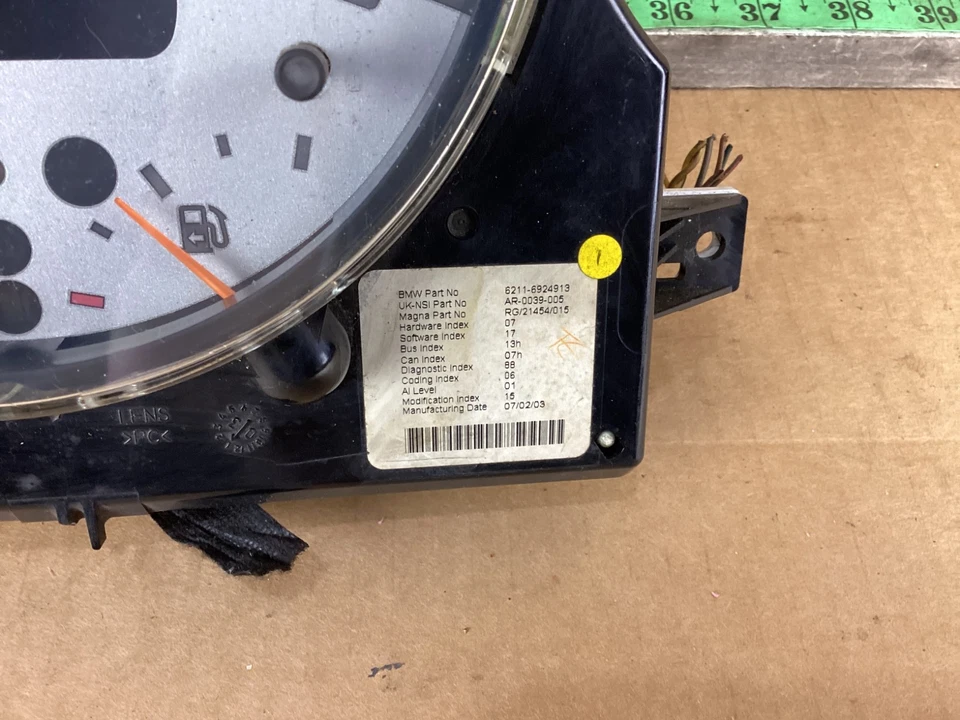 36 37 38 39
1
BMW Part No 6211-6924913
UK-NSI Part No AR-0039-005
Magna Part No RG/21454/015
Hardware Index 07
Software Index 17
Bus Index 13h
Can Index 07h
Diagnostic Index 88
Coding Index 06
AI Level 01
Modification Index 15
Manufacturing Date 07/02/03
LENS
>PC<